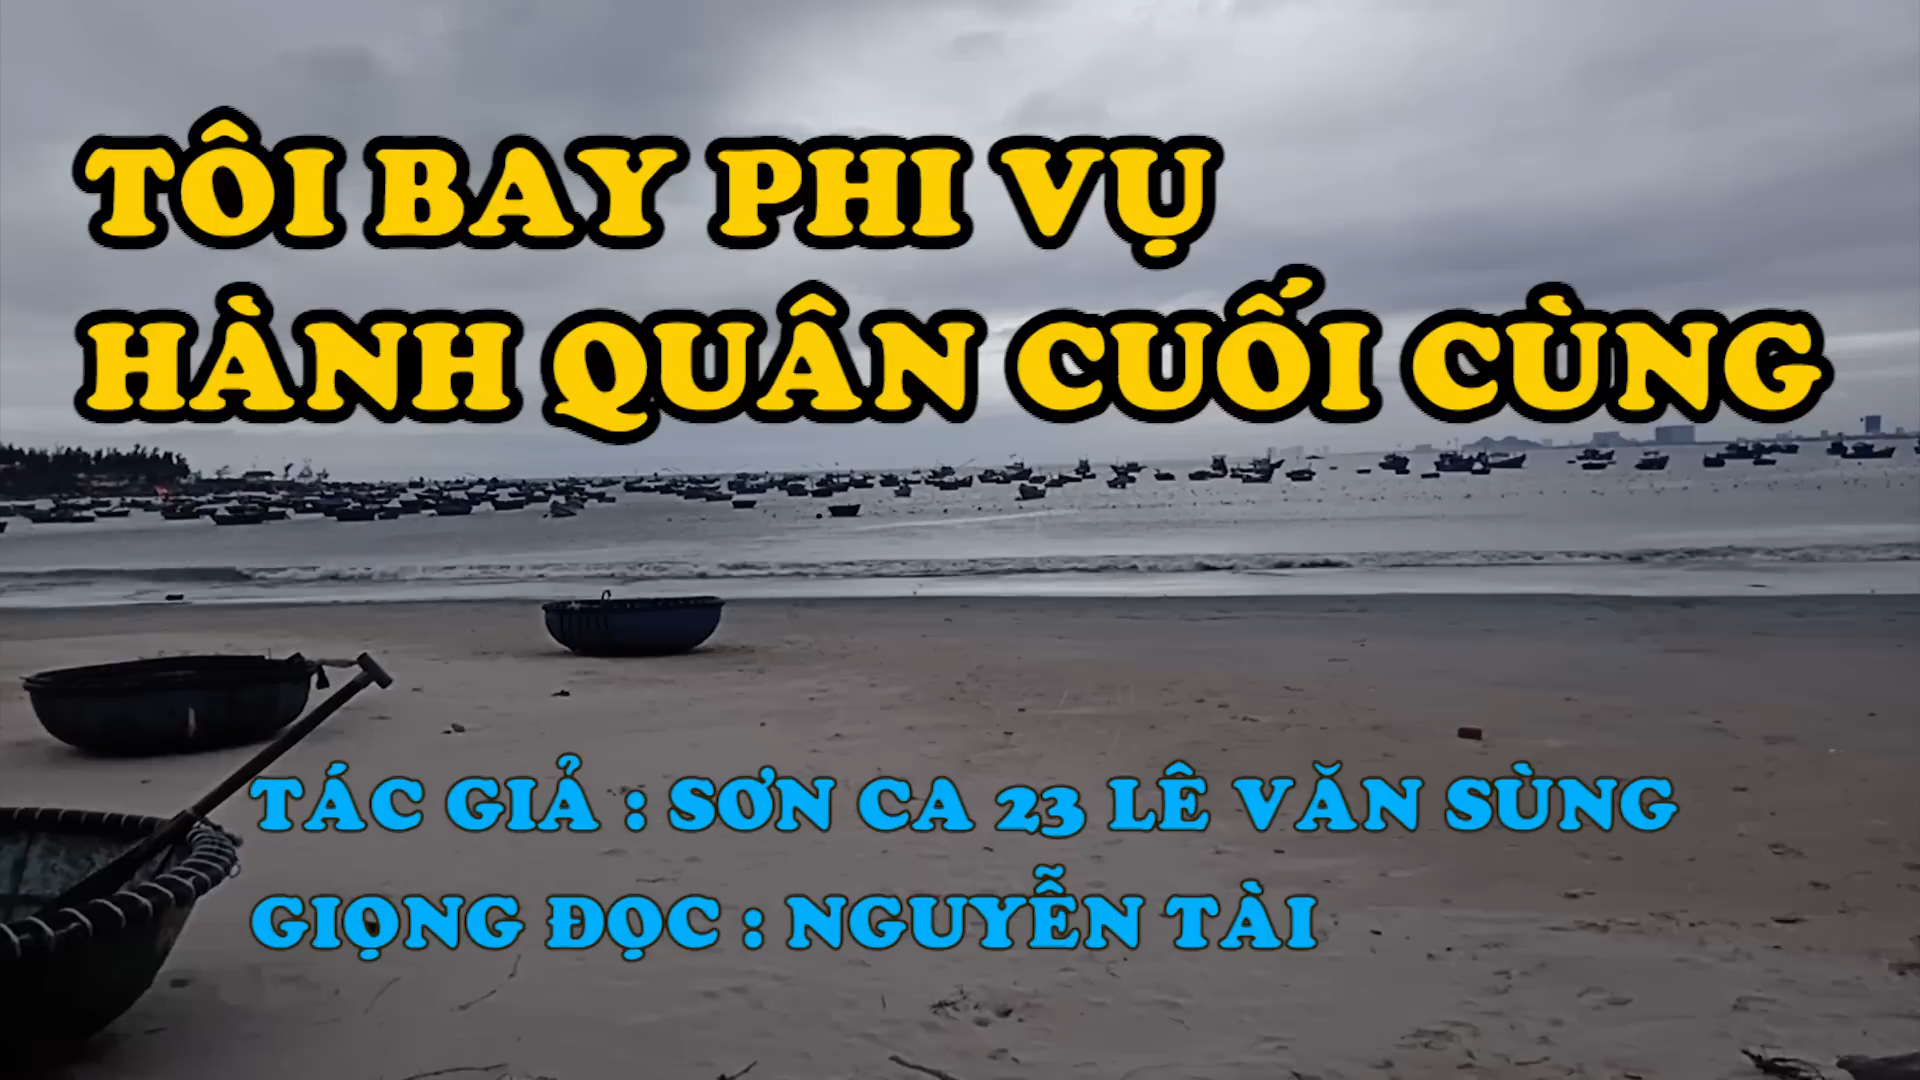 TÔI BAY PHI VỤ
HÀNH QUÂN CUỐI CÙNG
TÁC GIẢ : SƠN CA 23 LÊ VĂN SÙNG
GIỌNG ĐỌC : NGUYỄN TÀI